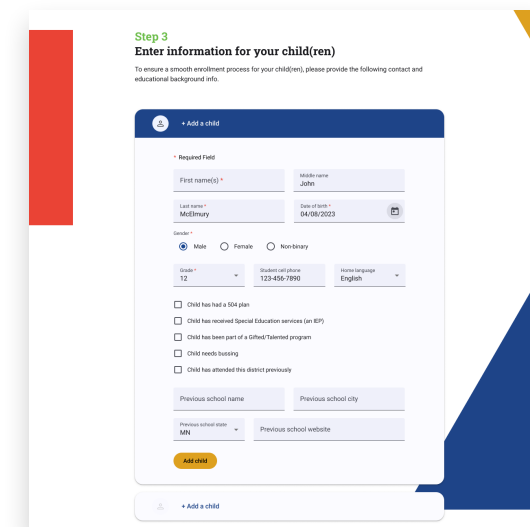 Step 3
Enter information for your child(ren)
To ensure a smooth enrollment process for your child(ren), please provide the following contact and
educational background info.
+ Add a child
* Required Field
First name(s) *
Middle name
John
Last name *
McElmury
Date of birth *
04/08/2023
Gender *
Male Female Non-binary
Grade *
12
Student cell phone
123-456-7890
Home language
English
Child has had a 504 plan
Child has received Special Education services (an IEP)
Child has been part of a Gifted/Talented program
Child needs bussing
Child has attended this district previously
Previous school name
Previous school city
Previous school state
MN
Previous school website
Add child
+ Add a child